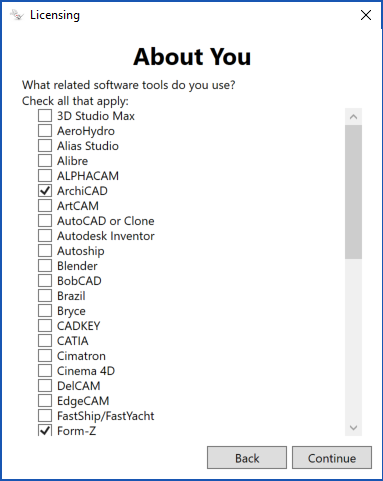 Licensing
About You
What related software tools do you use?
Check all that apply:
3D Studio Max
AeroHydro
Alias Studio
Alibre
ALPHACAM
ArchiCAD
ArtCAM
AutoCAD or Clone
Autodesk Inventor
Autoship
Blender
BobCAD
Brazil
Bryce
CADKEY
CATIA
Cimatron
Cinema 4D
DelCAM
EdgeCAM
FastShip/FastYacht
Form-Z
Back Continue